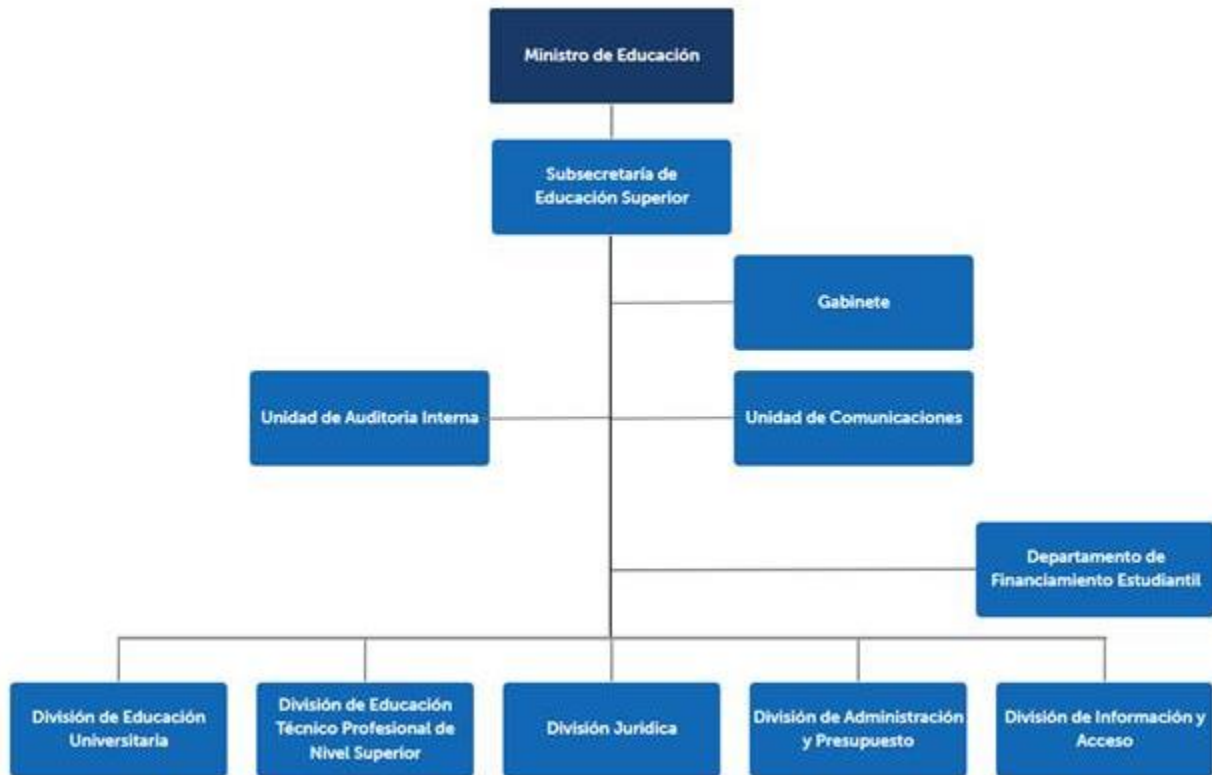 Ministro de Educación
Subsecretaría de
Educación Superior
Gabinete
Unidad de Auditoria Interna
Unidad de Comunicaciones
Departamento de
Financiamiento Estudiantil
División de Educación
Universitaria
División de Educación
Técnico Profesional de
Nivel Superior
División Jurídica
División de Administración
y Presupuesto
División de Información y
Acceso